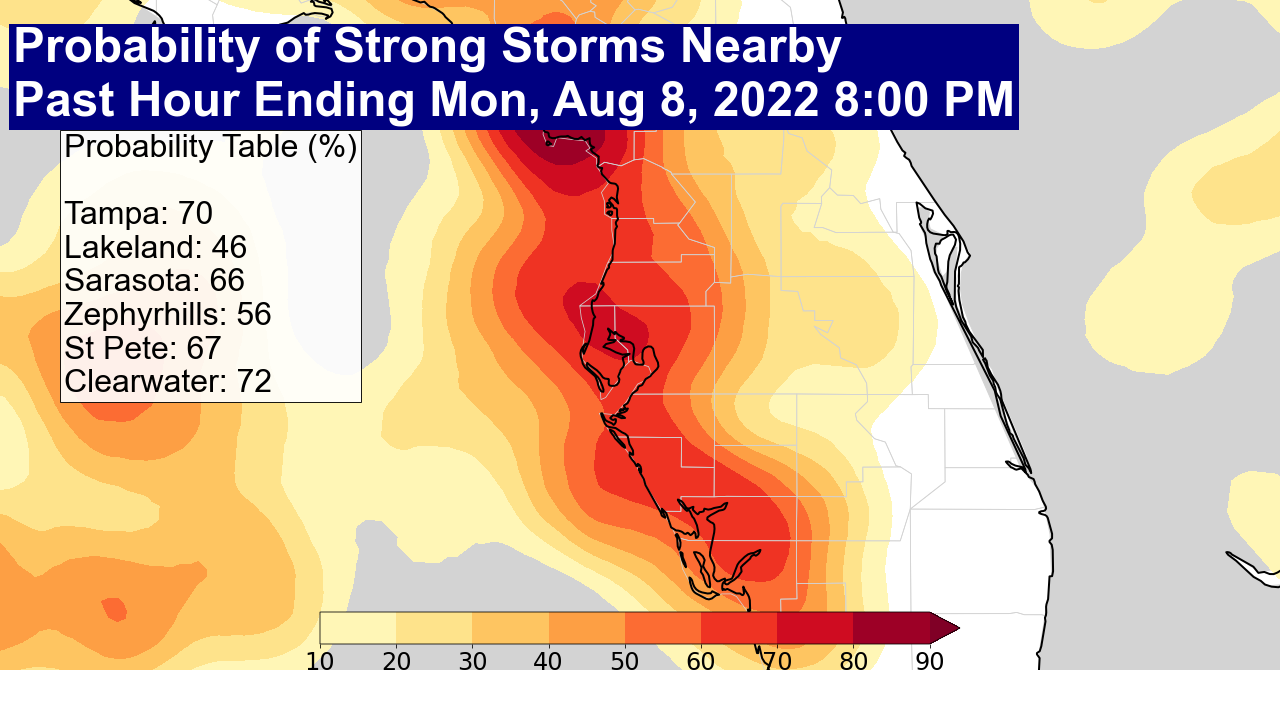 Probability of Strong Storms Nearby
Past Hour Ending Mon, Aug 8, 2022 8:00 PM
Probability Table (%)
Tampa: 70
Lakeland: 46
Sarasota: 66
Zephyrhills: 56
St Pete: 67
Clearwater: 72
10 20 30 40 50 60 70 80 90